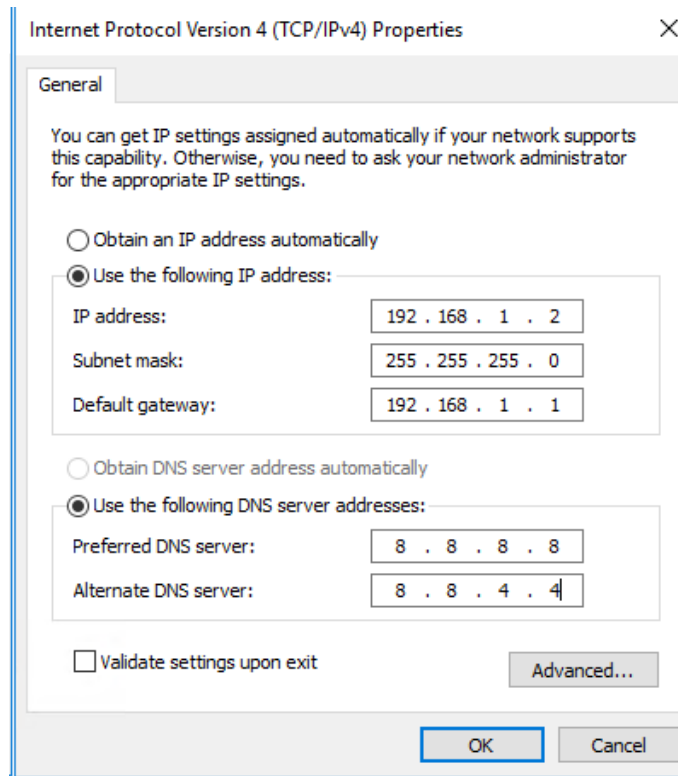 Internet Protocol Version 4 (TCP/IPv4) Properties
General
You can get IP settings assigned automatically if your network supports
this capability. Otherwise, you need to ask your network administrator
for the appropriate IP settings.
Obtain an IP address automatically
Use the following IP address:
IP address: 192 . 168 . 1 . 2
Subnet mask: 255 . 255 . 255 . 0
Default gateway: 192 . 168 . 1 . 1
Obtain DNS server address automatically
Use the following DNS server addresses:
Preferred DNS server: 8 . 8 . 8 . 8
Alternate DNS server: 8 . 8 . 4 . 4
Validate settings upon exit
Advanced...
OK Cancel